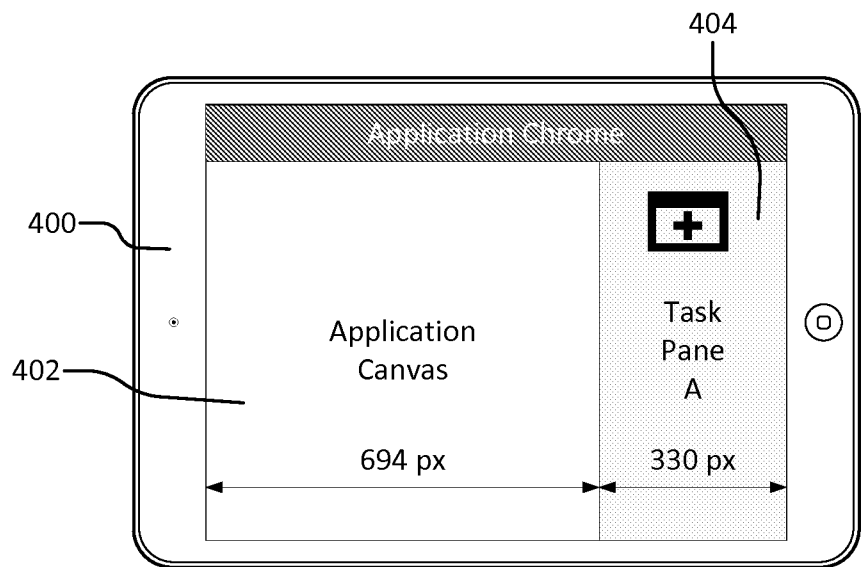 404
Application Chrome
400
Application
Canvas
Task
Pane
A
402
694 px
330 px